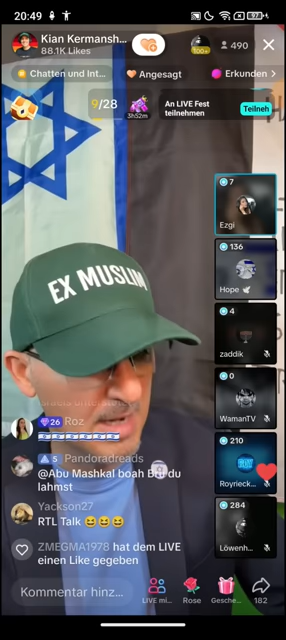 20:49
97
Kian Kermansh...
88.1K Likes
100+
490
Chatten und Int...
Angesagt
Erkunden
9/28
3h52m
An LIVE Fest
teilnehmen
Teilneh
7
Ezgi
136
Hope
4
zaddik
0
WamanTV
210
Royrieck...
284
Löwenh...
EX MUSLIM
26 Roz
5 Pandoradreads
@Abu Mashkal boah Bru du
lahmst
Yackson27
RTL Talk
ZMEGMA1978 hat dem LIVE
einen Like gegeben
Kommentar hinz...
LIVE mi...
Rose
Gesche...
182